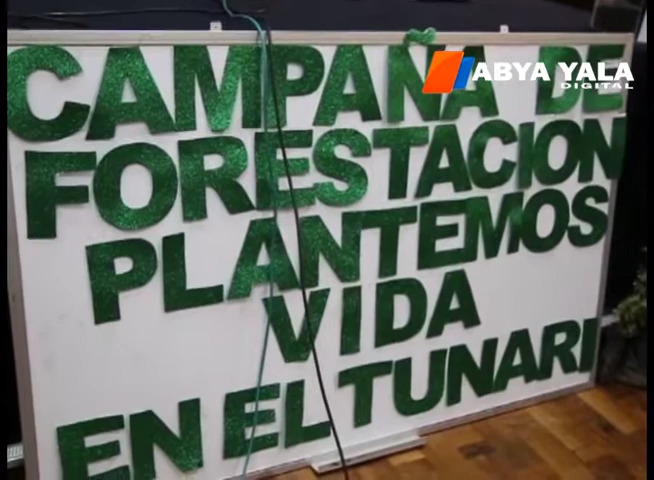 ABYA YALA
DIGITAL
CAMPAÑA DE
FORESTACION
PLANTEMOS
VIDA
EN EL TUNARI